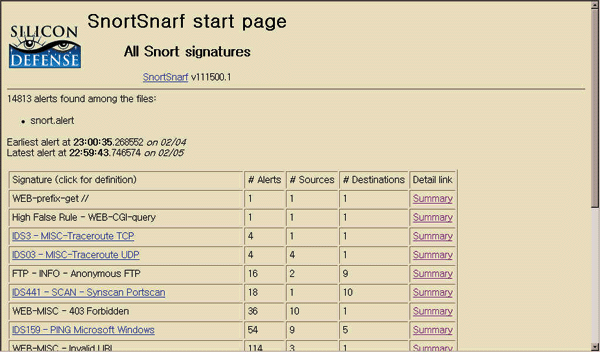 SILICON
DEFENSE
SnortSnarf start page
All Snort signatures
SnortSnarf v111500.1
14813 alerts found among the files:
• snort.alert
Earliest alert at 23:00:35.268552 on 02/04
Latest alert at 22:59:43.746574 on 02/05
Signature (click for definition) # Alerts # Sources # Destinations Detail link
WEB-prefix-get // 1 1 1 Summary
High False Rule - WEB-CGI-query 1 1 1 Summary
IDS3 - MISC-Traceroute TCP 4 1 1 Summary
IDS03 - MISC-Traceroute UDP 4 4 1 Summary
FTP - INFO - Anonymous FTP 16 2 9 Summary
IDS441 - SCAN - Synscan Portscan 18 1 10 Summary
WEB-MISC - 403 Forbidden 36 10 1 Summary
IDS159 - PING Microsoft Windows 54 9 5 Summary
WEB-MISC - Invalid URL 114 3 1 Summary